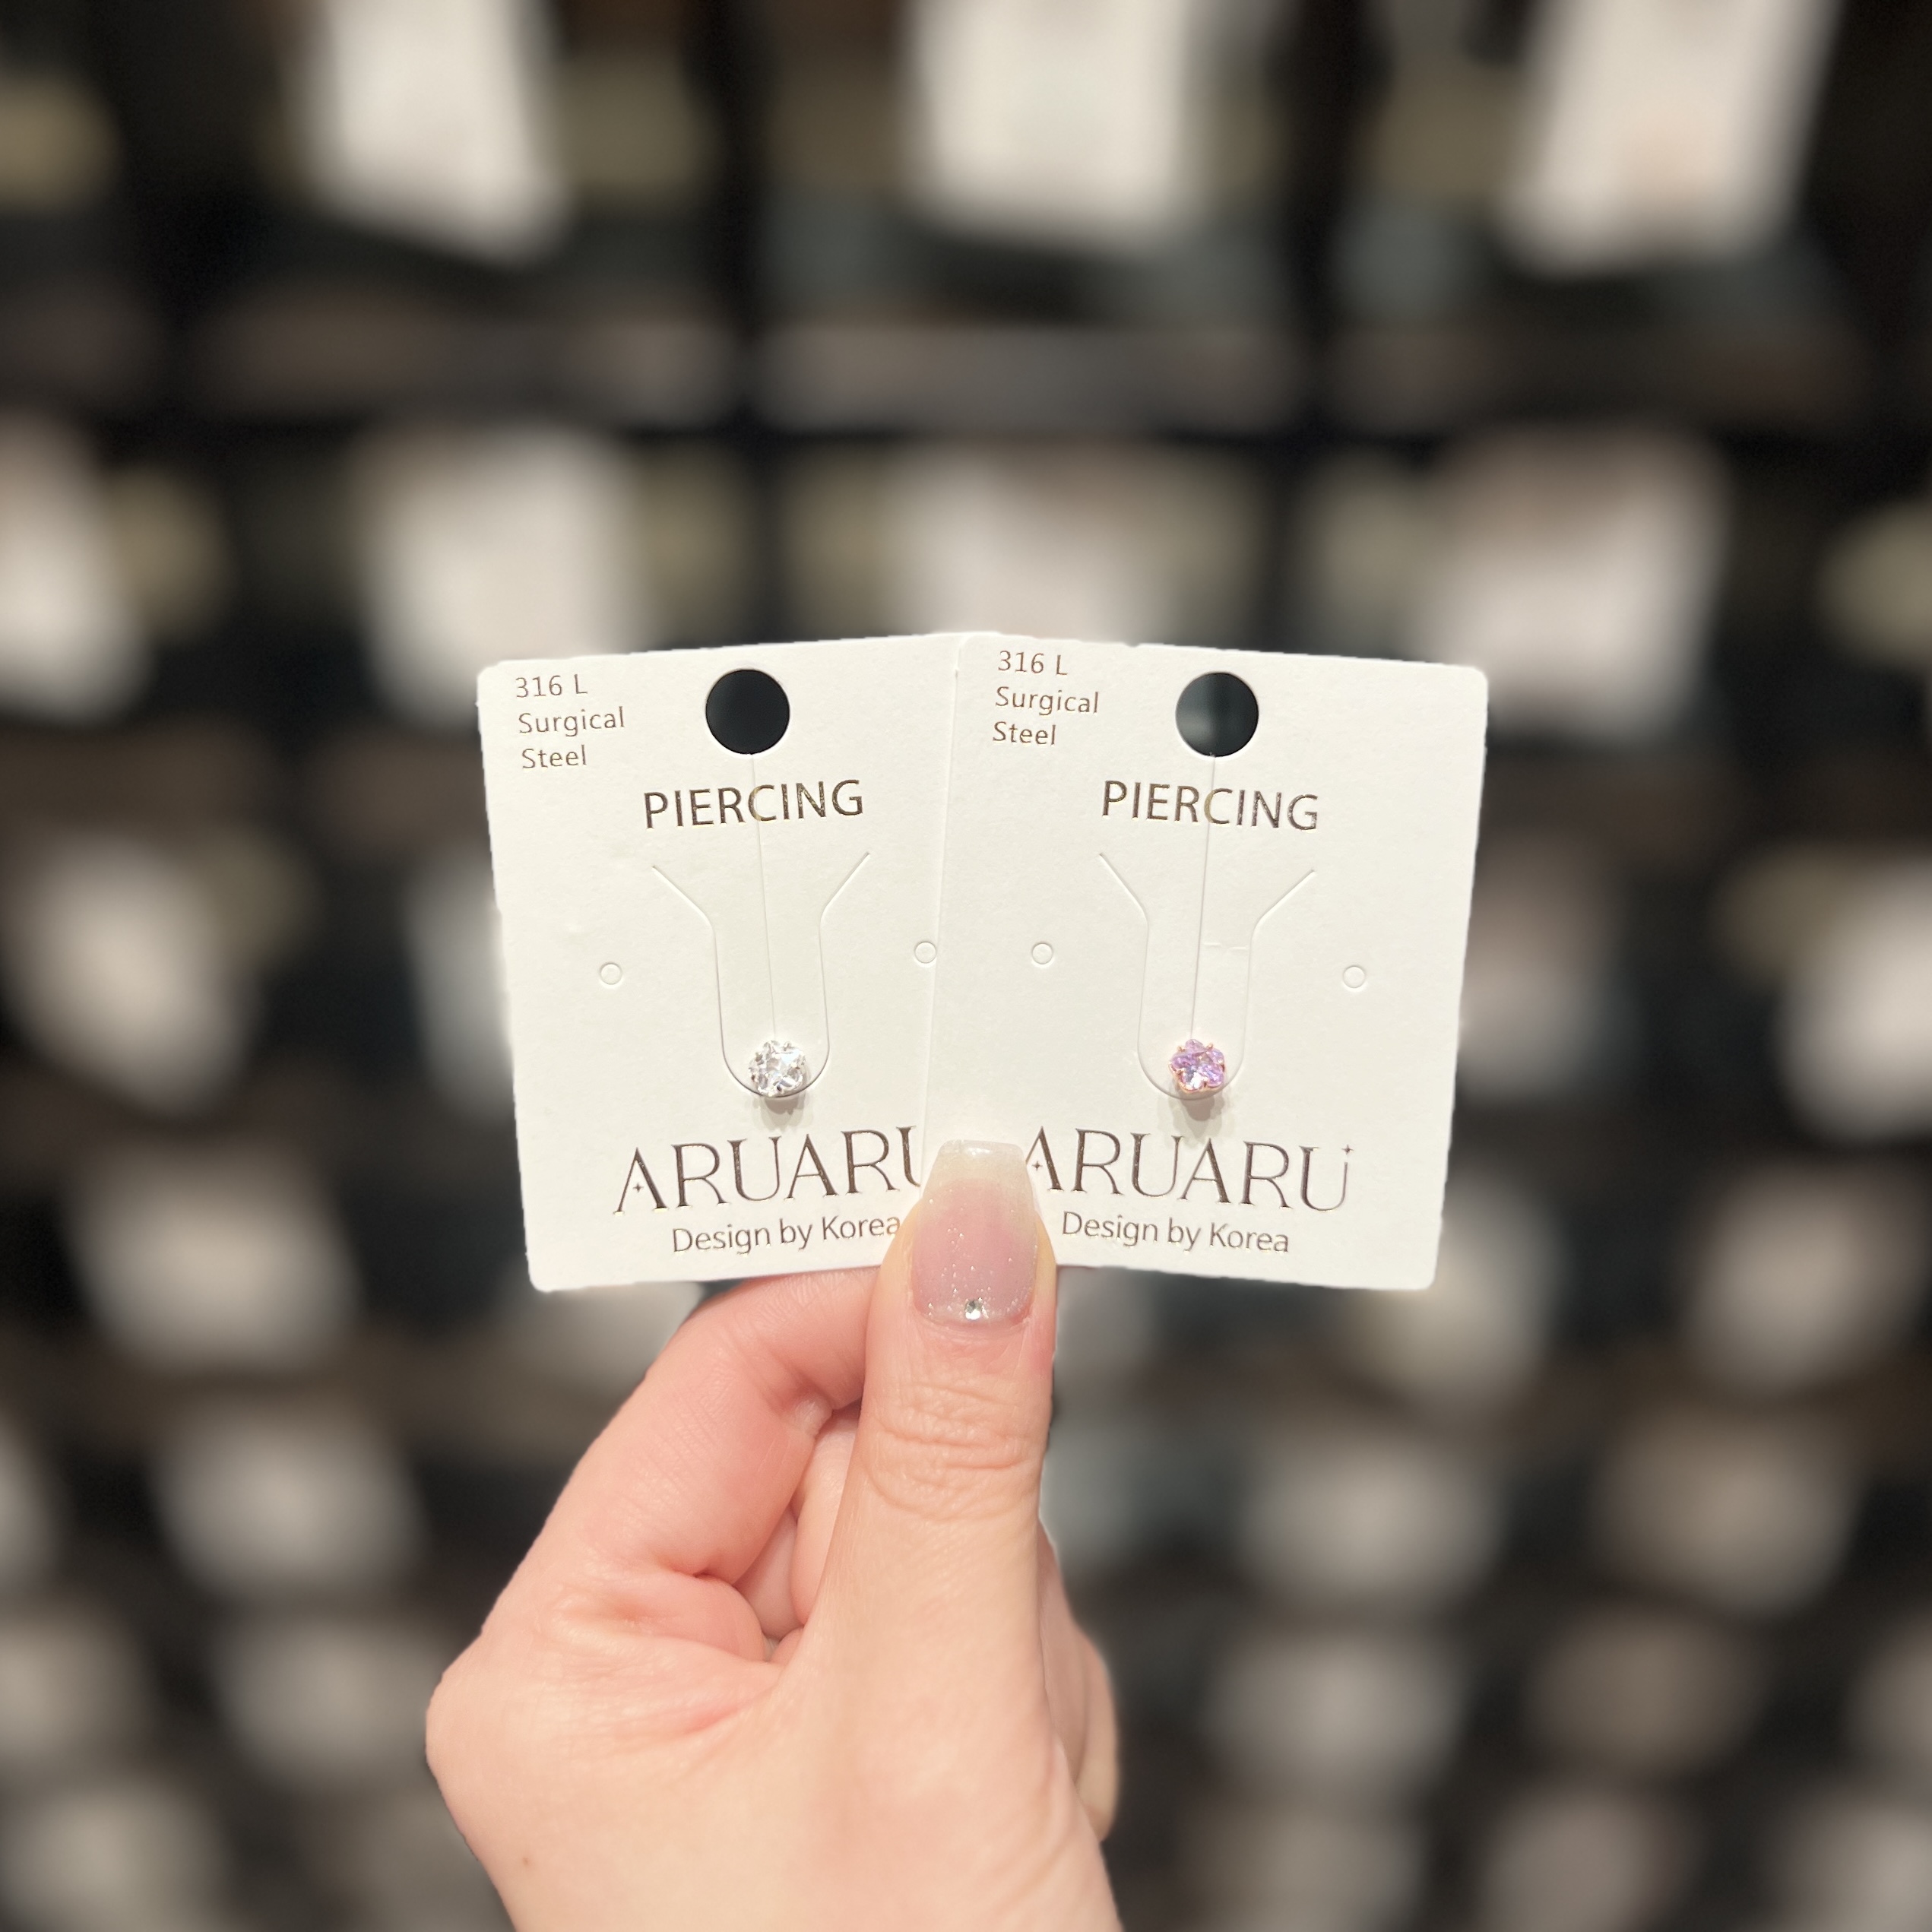 316 L
Surgical
Steel
PIERCING
ARUARU
Design by Korea
316 L
Surgical
Steel
PIERCING
ARUARU
Design by Korea